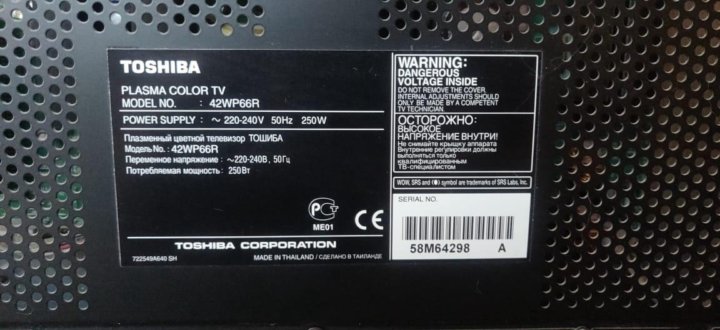 TOSHIBA
PLASMA COLOR TV
MODEL NO. : 42WP66R
POWER SUPPLY : ~ 220-240V 50Hz 250W
Плазменный цветной телевизор ТОШИБА
Модель No. : 42WP66R
Переменное напряжение : ~220-240В, 50Гц
Потребляемая мощность : 250Вт
РС
ME01
CE
TOSHIBA CORPORATION
722549A640 SH
MADE IN THAILAND / СДЕЛАНО В ТАИЛАНДЕ
WARNING:
DANGEROUS
VOLTAGE INSIDE
DO NOT REMOVE THE COVER.
INTERNAL ADJUSTMENTS SHOULD
ONLY BE MADE BY A COMPETENT
TV TECHNICIAN.
ОСТОРОЖНО:
ВЫСОКОЕ
НАПРЯЖЕНИЕ ВНУТРИ!
Не снимайте крышку аппарата
Внутренние регулировки должны
выполняться только
квалифицированным
ТВ-специалистом
WOW, SRS and (●) symbol are trademarks of SRS Labs, Inc.
SERIAL NO.
58M64298 A